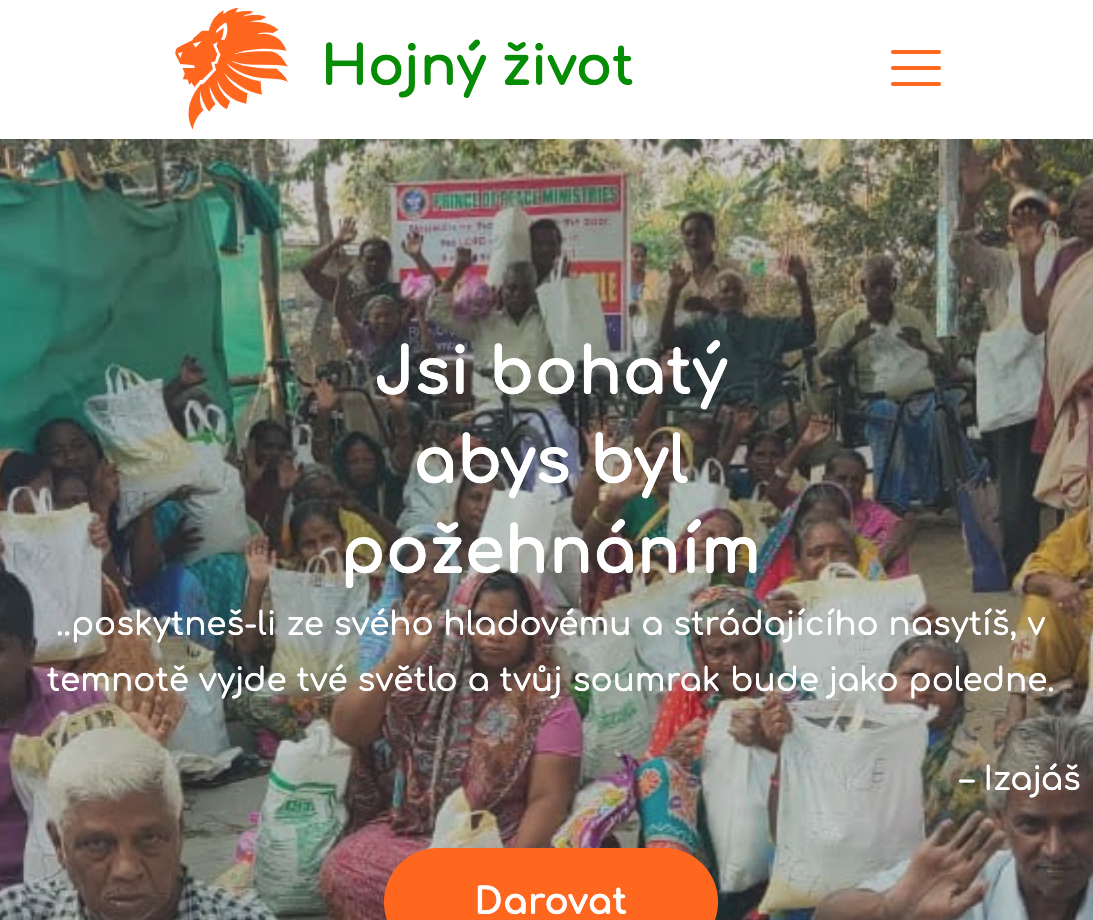 Hojný život
PRINCE OF PEACE MINISTRIES
Jsi bohatý
abys byl
požehnáním
..poskytneš-li ze svého hladovému a strádajícího nasytíš, v
temnotě vyjde tvé světlo a tvůj soumrak bude jako poledne.
– Izajáš
Darovat